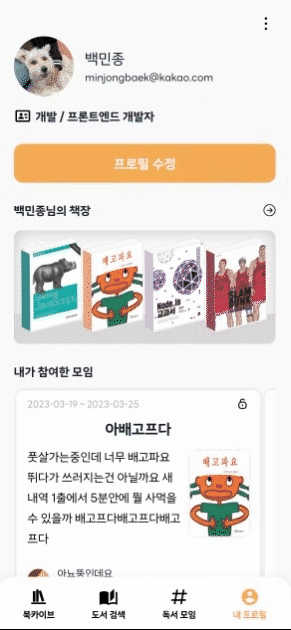 백민종
minjongbaek@kakao.com
개발 / 프론트엔드 개발자
프로필 수정
백민종님의 책장
배고파요
Node.js
교과서
SLAM
DUNK
내가 참여한 모임
2023-03-19 ~ 2023-03-25
아배고프다
풋살가는중인데 너무 배고파요
뛰다가 쓰러지는건 아닐까요 새
내역 1출에서 5분안에 뭘 사먹을
수 있을까 배고프다배고프다배고
프다
배고파요
아뇨뚱인데요
북카이브
도서 검색
독서 모임
내 프로필